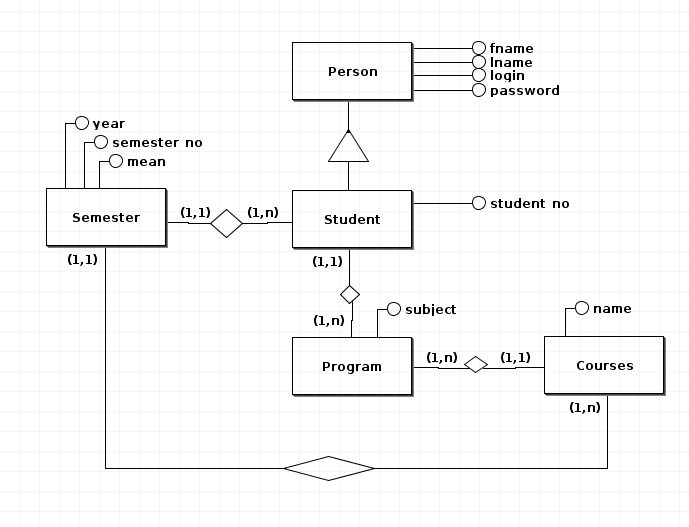 fname
lname
Person
login
password
year
semester no
mean
student no
(1,1)
(1,n)
Semester
Student
(1,1)
(1,1)
subject
name
(1,n)
(1,n)
(1,1)
Program
Courses
(1,n)